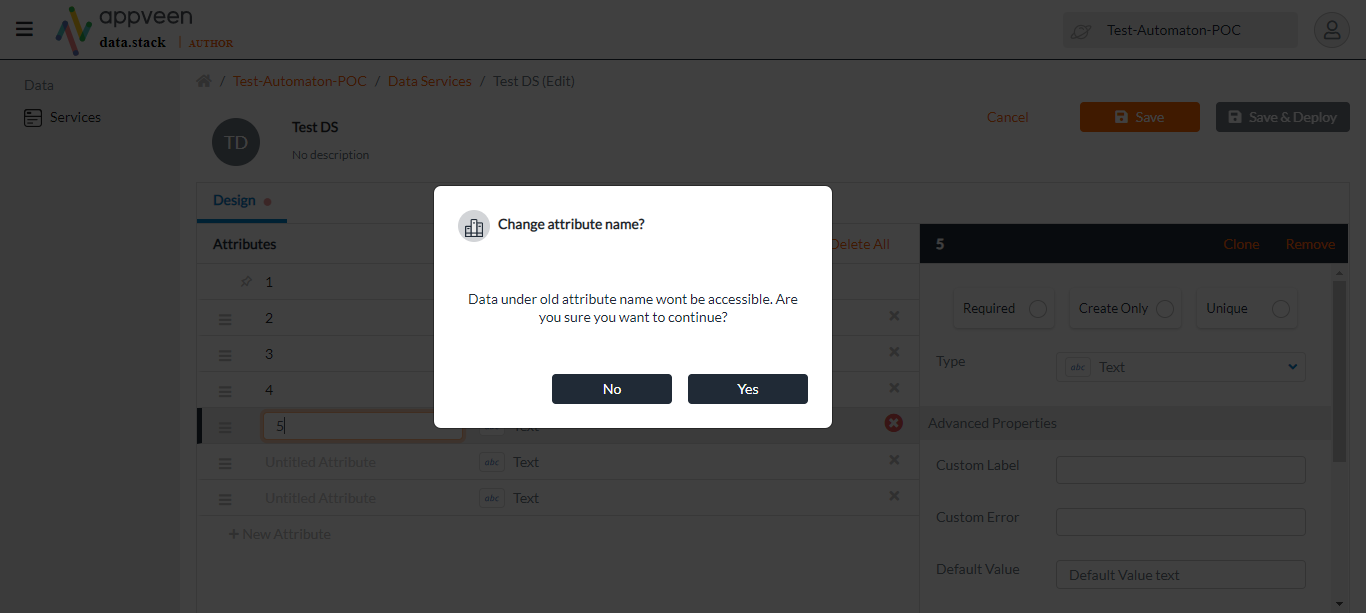 appveen
data.stack | AUTHOR
Test-Automaton-POC
Data
Services
/ Test-Automaton-POC / Data Services / Test DS (Edit)
TD
Test DS
No description
Cancel
Save
Save & Deploy
Design
Attributes
Delete All
5
Clone
Remove
1
2
3
4
5
Text
Untitled Attribute
abc Text
Untitled Attribute
abc Text
+ New Attribute
Change attribute name?
Data under old attribute name wont be accessible. Are
you sure you want to continue?
No
Yes
Required
Create Only
Unique
Type
abc Text
Advanced Properties
Custom Label
Custom Error
Default Value
Default Value text